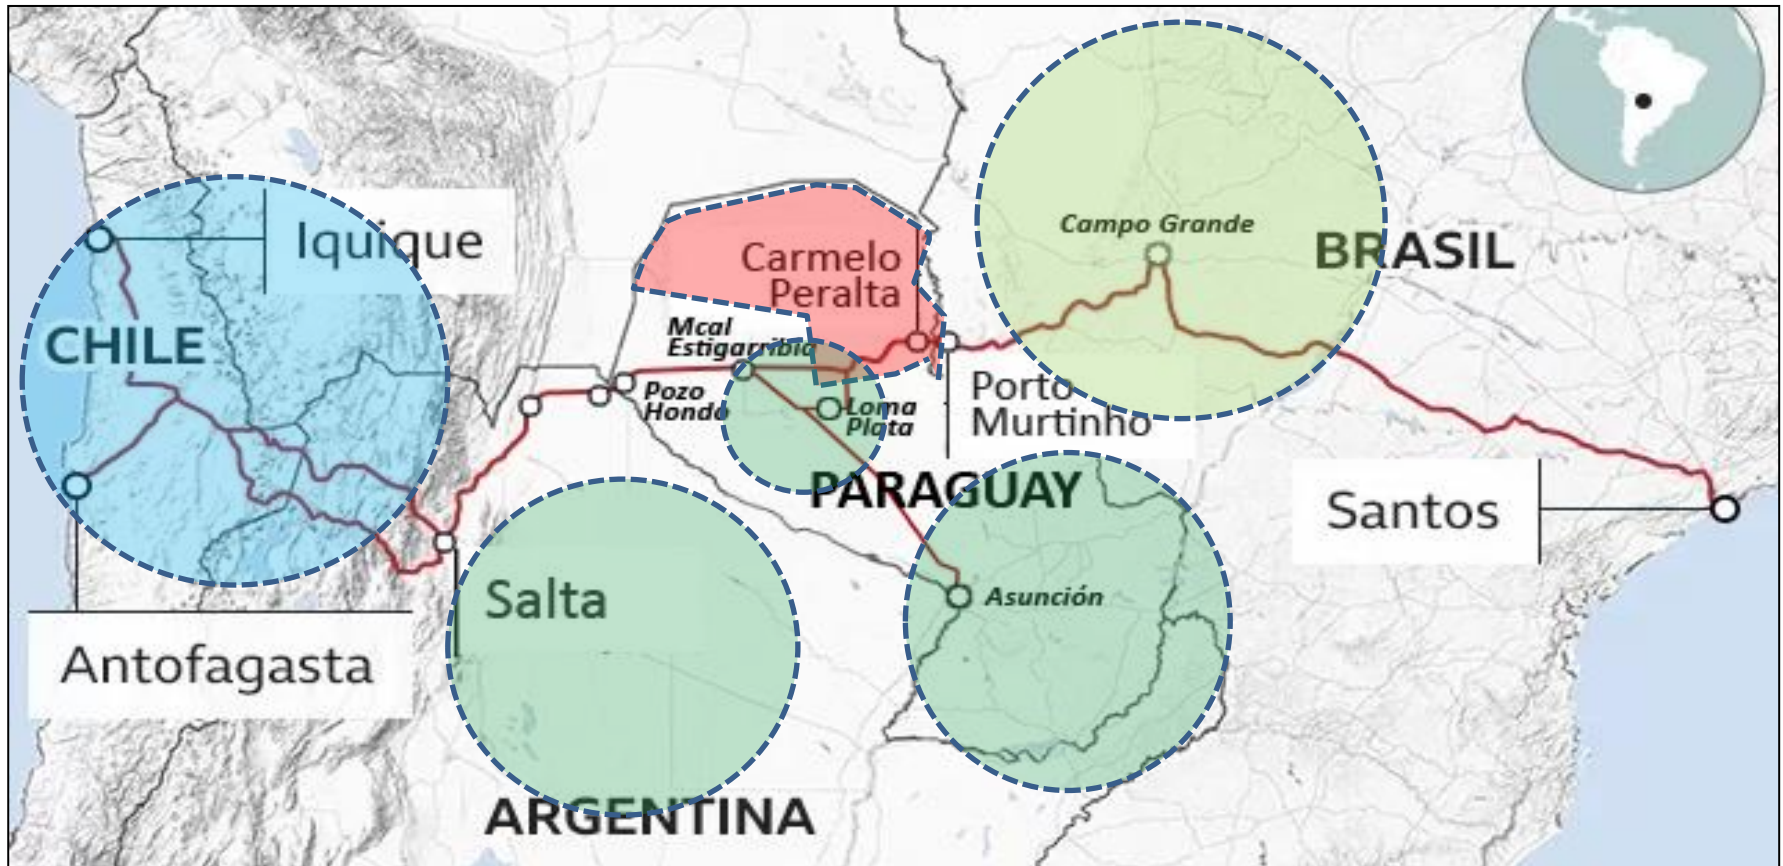 Iquique
CHILE
Antofagasta
Salta
ARGENTINA
Mcal
Estigarribia
Pozo
Hondo
Loma
Plata
Carmelo
Peralta
PARAGUAY
Asunción
Porto
Murtinho
Campo Grande
BRASIL
Santos